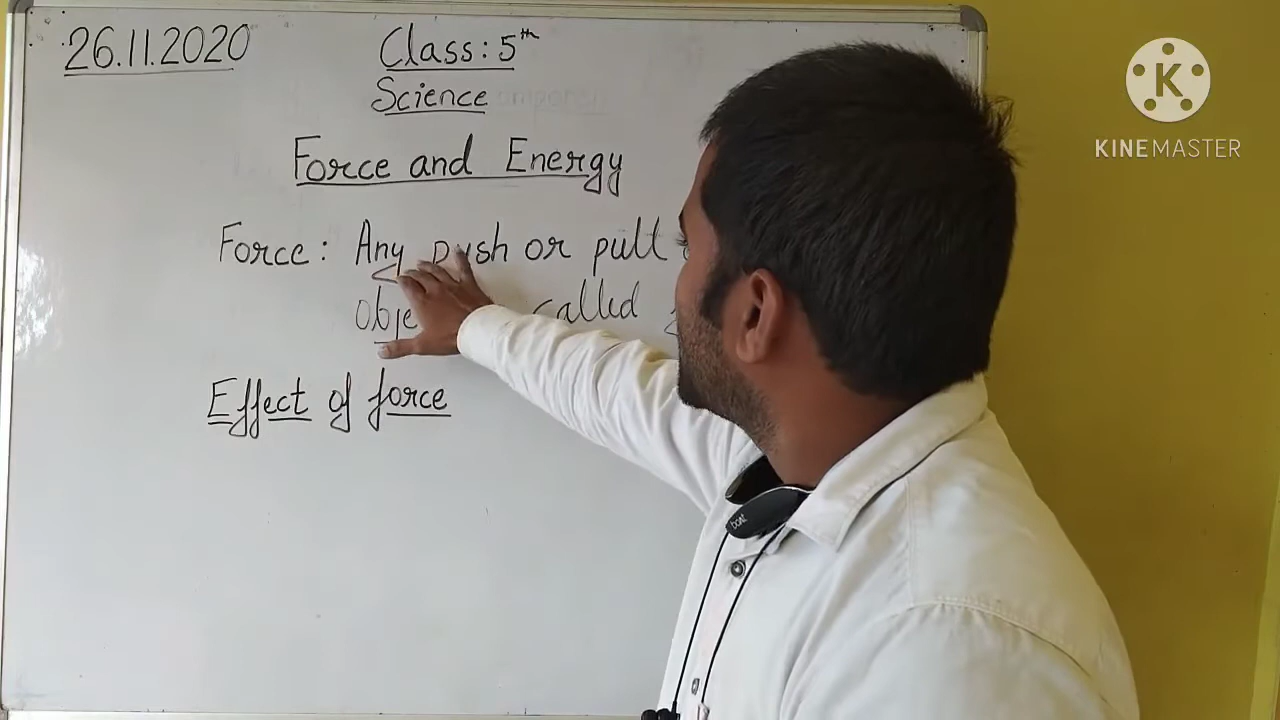 26.11.2020
Class: 5th
Science
Force and Energy
Force: Any push or pull
called
Effect of force
K
KINEMASTER
boAt